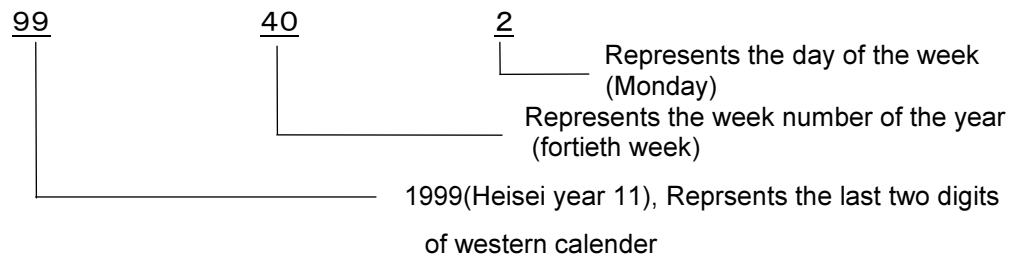 99 40 2
Represents the day of the week
(Monday)
Represents the week number of the year
(fortieth week)
1999(Heisei year 11), Reprsents the last two digits
of western calender